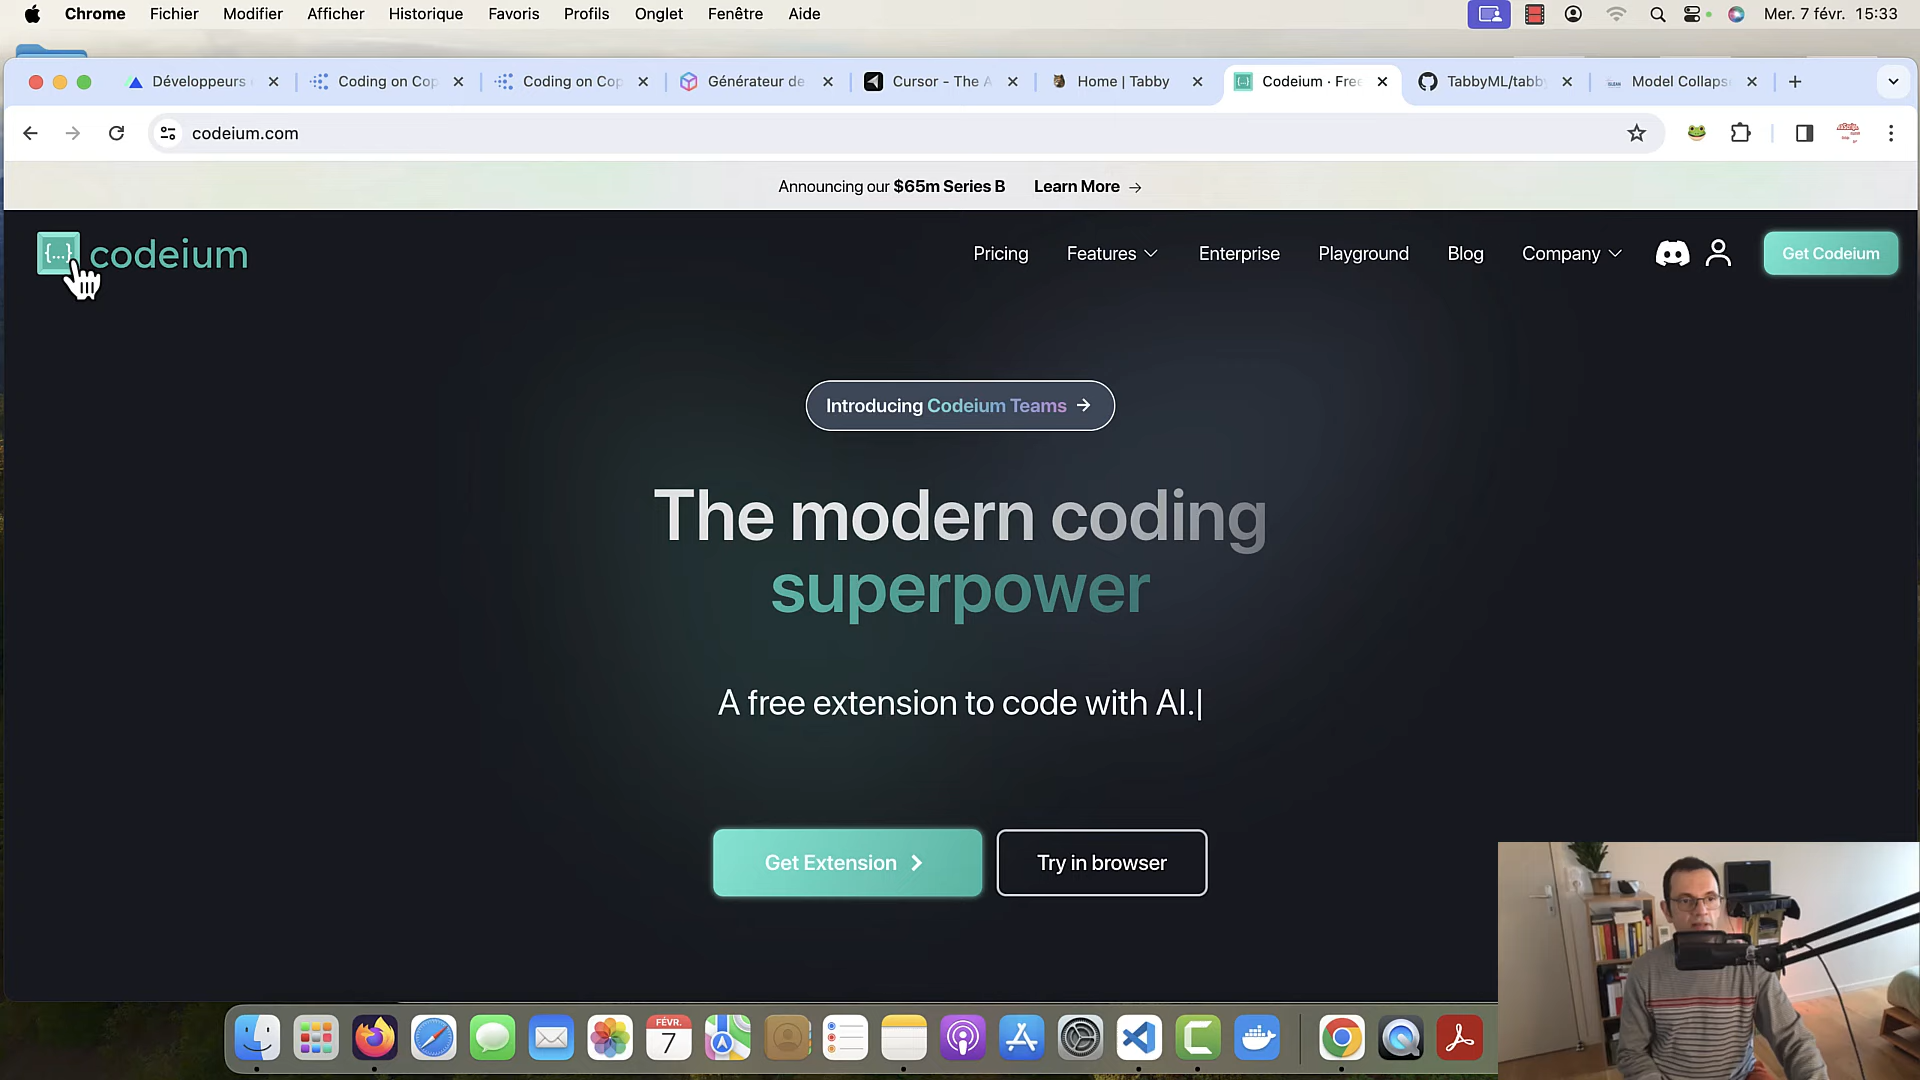 Chrome Fichier Modifier Afficher Historique Favoris Profils Onglet Fenêtre Aide Mer. 7 févr. 15:33
Développeurs Coding on Cop Coding on Cop Générateur de Cursor - The A Home | Tabby Codeium · Free TabbyML/tabby Model Collaps
codeium.com
Announcing our $65m Series B Learn More →
{...} codeium Pricing Features Enterprise Playground Blog Company Get Codeium
Introducing Codeium Teams →
The modern coding
superpower
A free extension to code with AI.|
Get Extension Try in browser
FÉVR.
7